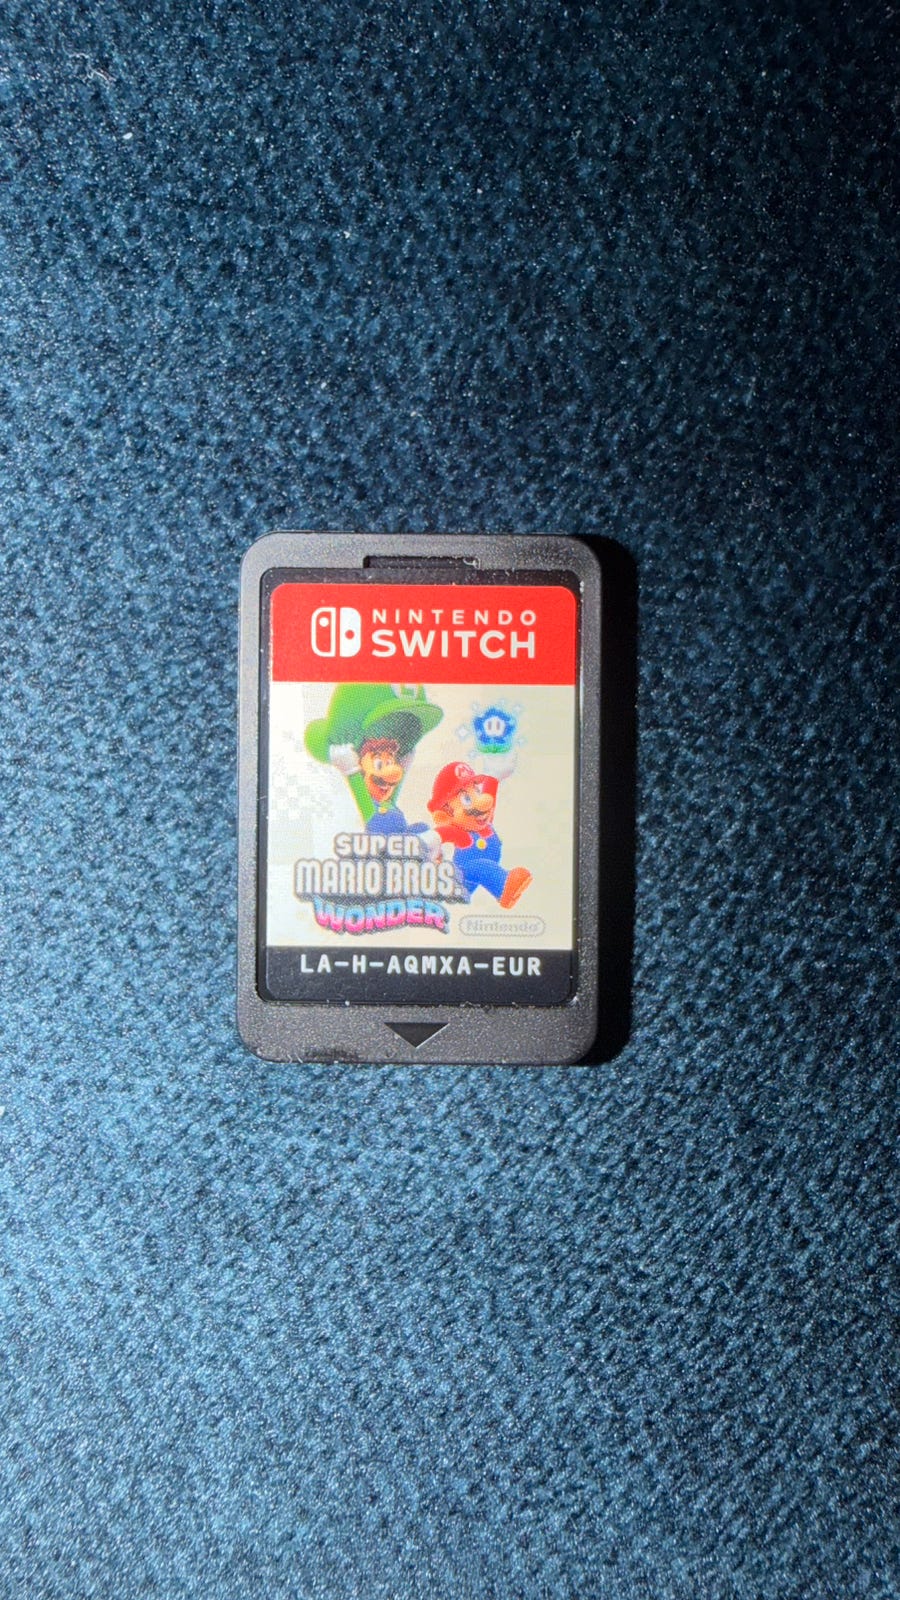 NINTENDO
SWITCH
L
M
SUPER
MARIO BROS.
WONDER
Nintendo
LA-H-AQMXA-EUR